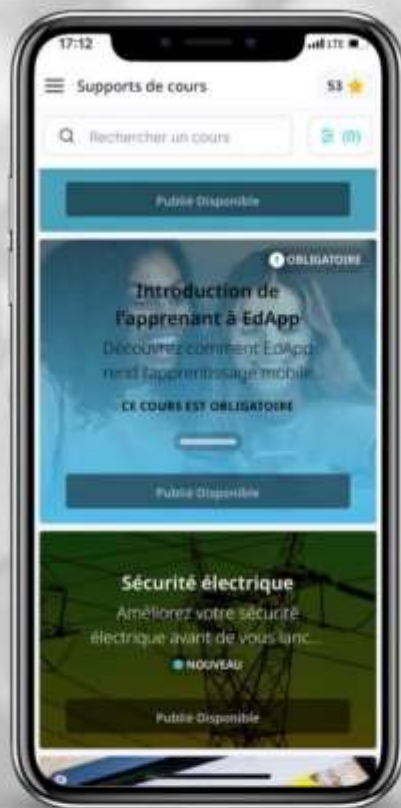 17:12
LTE
Supports de cours
53
Rechercher un cours
(0)
Publié Disponible
OBLIGATOIRE
Introduction de
l'apprenant à EdApp
Découvrez comment EdApp
rend l'apprentissage mobile...
CE COURS EST OBLIGATOIRE
Publié Disponible
Sécurité électrique
Améliorez votre sécurité
électrique avant de vous lanc...
NOUVEAU
Publié Disponible